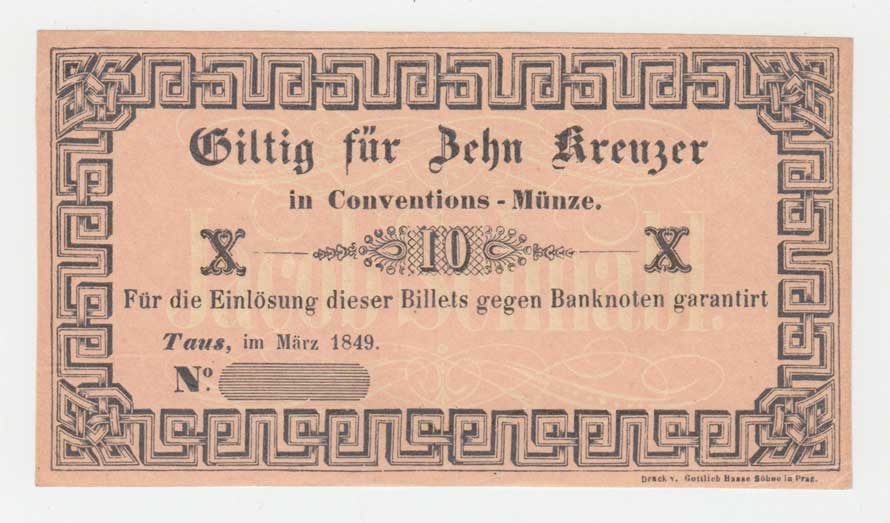 Giltig für Zehn Kreuzer
in Conventions - Münze.
X 10 X
Jacob Schnabl.
Für die Einlösung dieser Billets gegen Banknoten garantirt
Taus, im März 1849.
No.
Druck v. Gottlieb Haase Söhne in Prag.